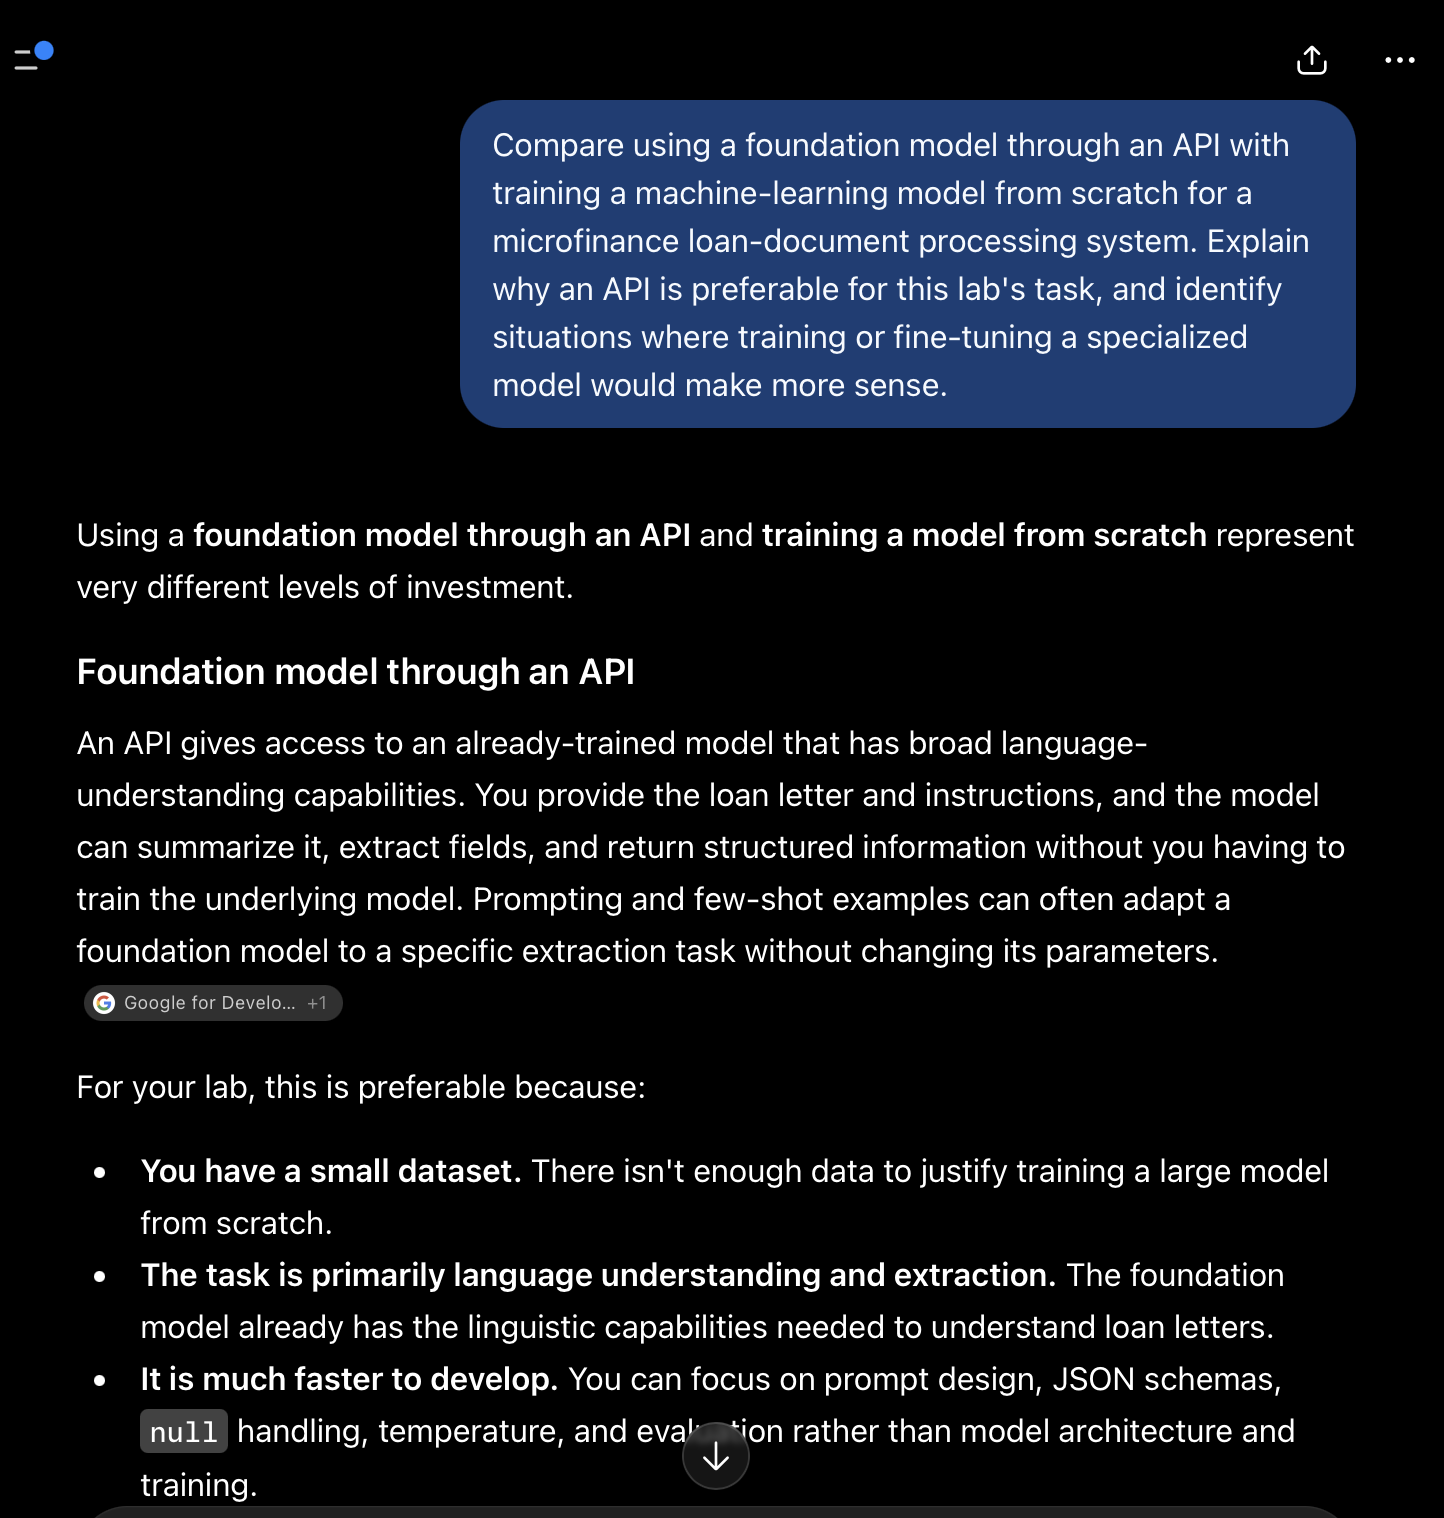 Compare using a foundation model through an API with
training a machine-learning model from scratch for a
microfinance loan-document processing system. Explain
why an API is preferable for this lab's task, and identify
situations where training or fine-tuning a specialized
model would make more sense.
Using a foundation model through an API and training a model from scratch represent
very different levels of investment.
Foundation model through an API
An API gives access to an already-trained model that has broad language-
understanding capabilities. You provide the loan letter and instructions, and the model
can summarize it, extract fields, and return structured information without you having to
train the underlying model. Prompting and few-shot examples can often adapt a
foundation model to a specific extraction task without changing its parameters.
Google for Develo... +1
For your lab, this is preferable because:
• You have a small dataset. There isn't enough data to justify training a large model
from scratch.
• The task is primarily language understanding and extraction. The foundation
model already has the linguistic capabilities needed to understand loan letters.
• It is much faster to develop. You can focus on prompt design, JSON schemas,
null handling, temperature, and evaluation rather than model architecture and
training.